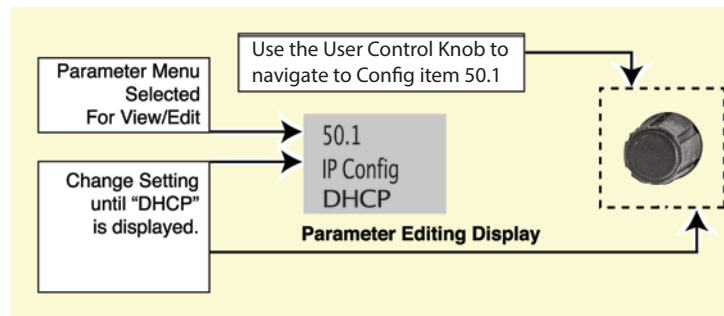 Use the User Control Knob to
navigate to Config item 50.1
Parameter Menu
Selected
For View/Edit
50.1
IP Config
DHCP
Change Setting
until “DHCP”
is displayed.
Parameter Editing Display